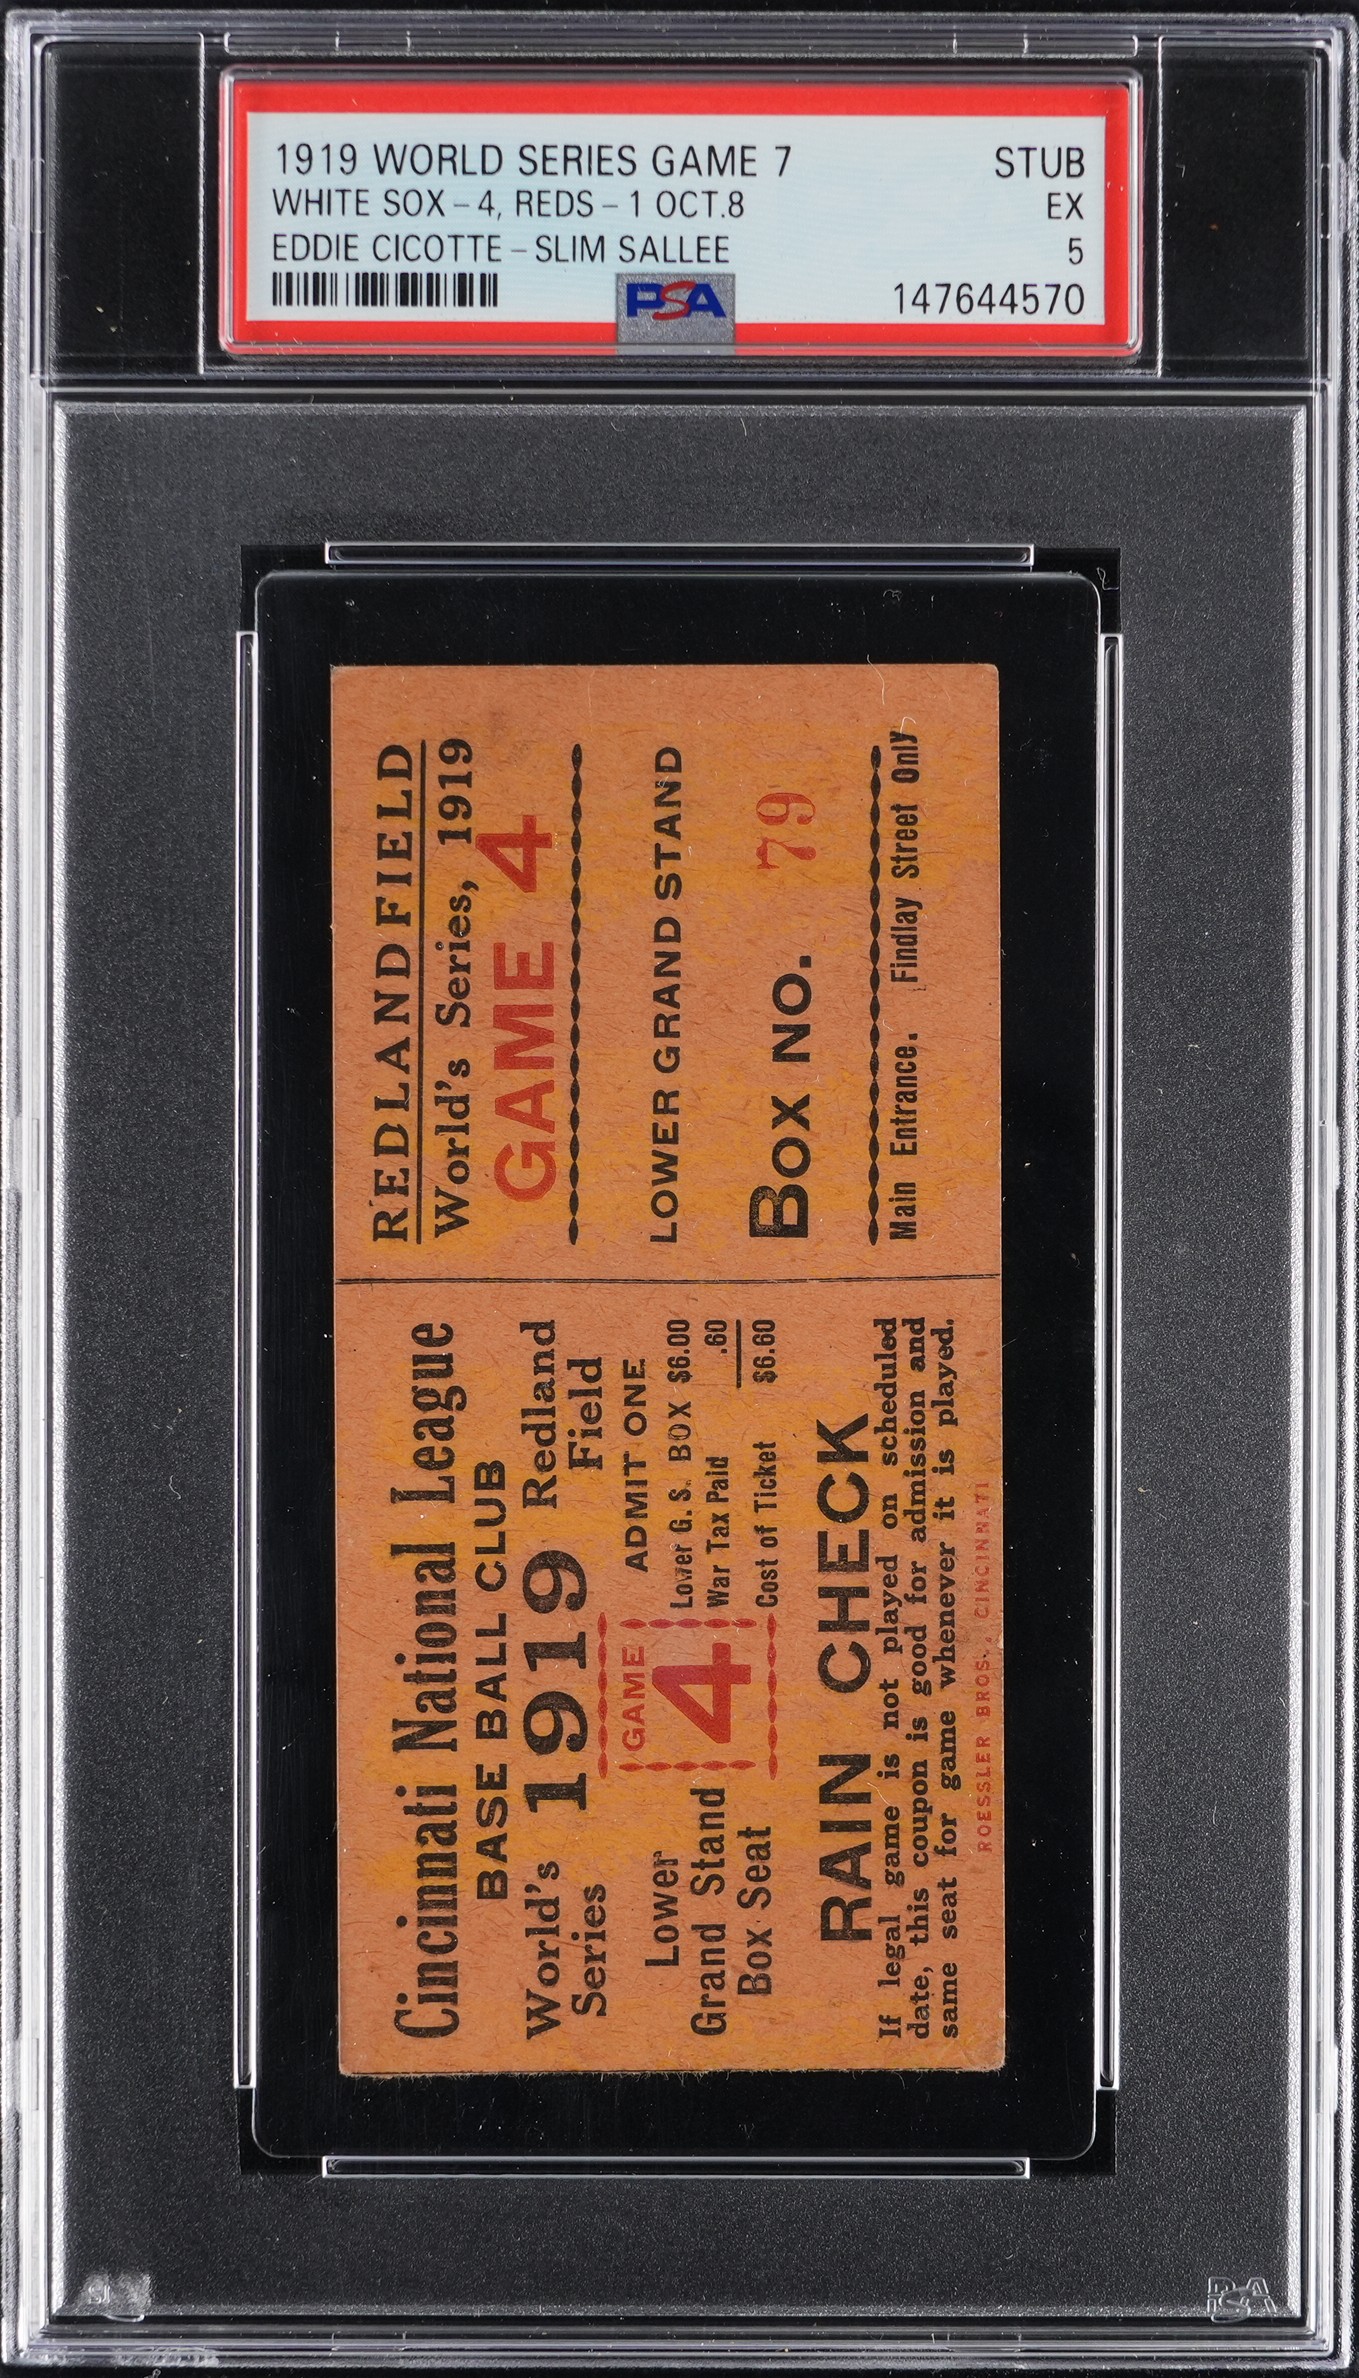 1919 WORLD SERIES GAME 7
WHITE SOX - 4, REDS - 1 OCT.8
EDDIE CICOTTE - SLIM SALLEE
STUB
EX
5
147644570
PSA
Cincinnati National League
BASE BALL CLUB
World's Series 1919 Redland Field
Lower
Grand Stand
Box Seat
GAME
4
ADMIT ONE
Lower G. S. BOX $6.00
War Tax Paid .60
Cost of Ticket $6.60
RAIN CHECK
If legal game is not played on scheduled
date, this coupon is good for admission and
same seat for game whenever it is played.
ROESSLER BROS., CINCINNATI
REDLAND FIELD
World's Series, 1919
GAME 4
LOWER GRAND STAND
BOX NO. 79
Main Entrance. Findlay Street Only
PSA